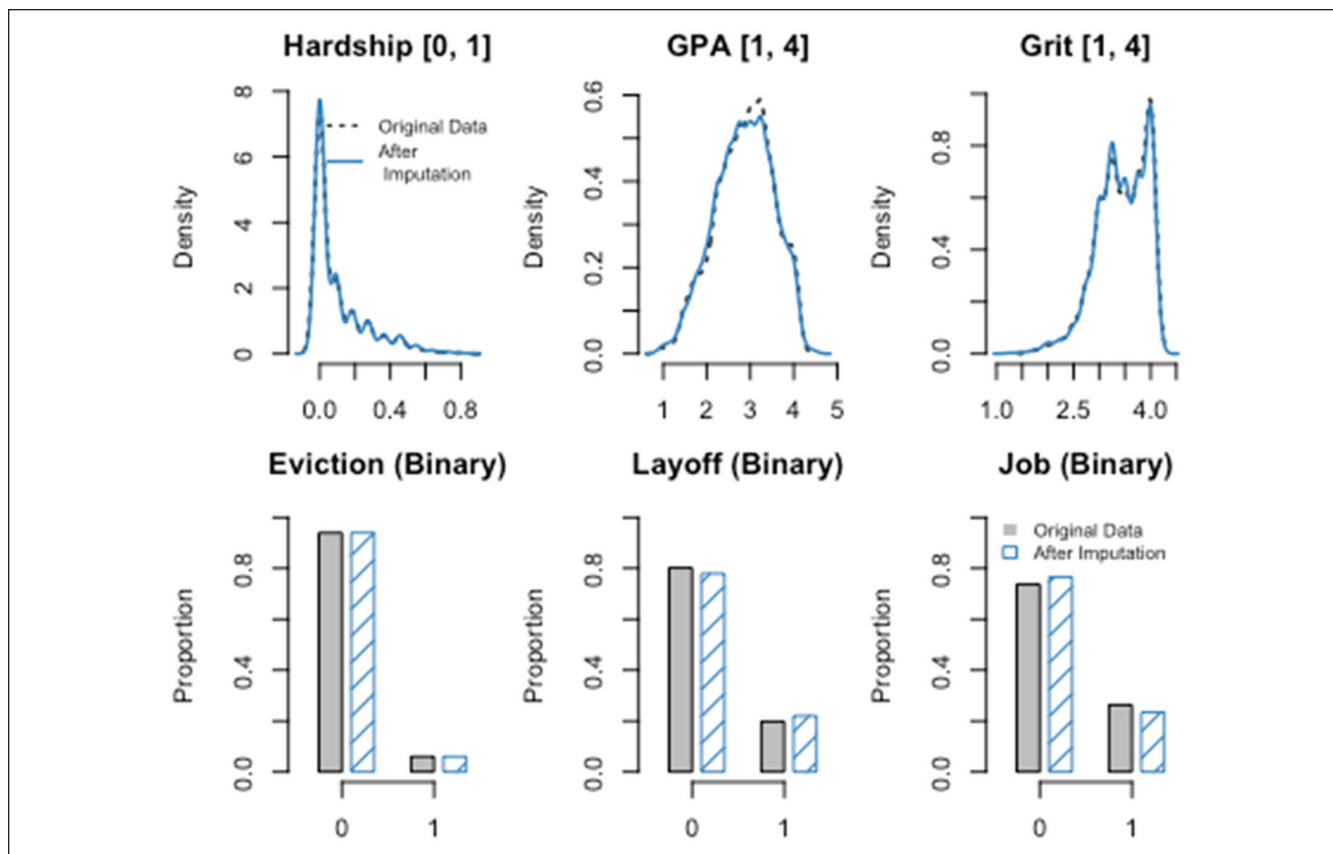 Hardship [0, 1]
Density
0 2 4 6 8
0.0 0.4 0.8
Original Data
After
Imputation
GPA [1, 4]
Density
0.0 0.2 0.4 0.6
1 2 3 4 5
Grit [1, 4]
Density
0.0 0.4 0.8
1.0 2.5 4.0
Eviction (Binary)
Proportion
0.0 0.4 0.8
0 1
Layoff (Binary)
Proportion
0.0 0.4 0.8
0 1
Job (Binary)
Proportion
0.0 0.4 0.8
0 1
Original Data
After Imputation